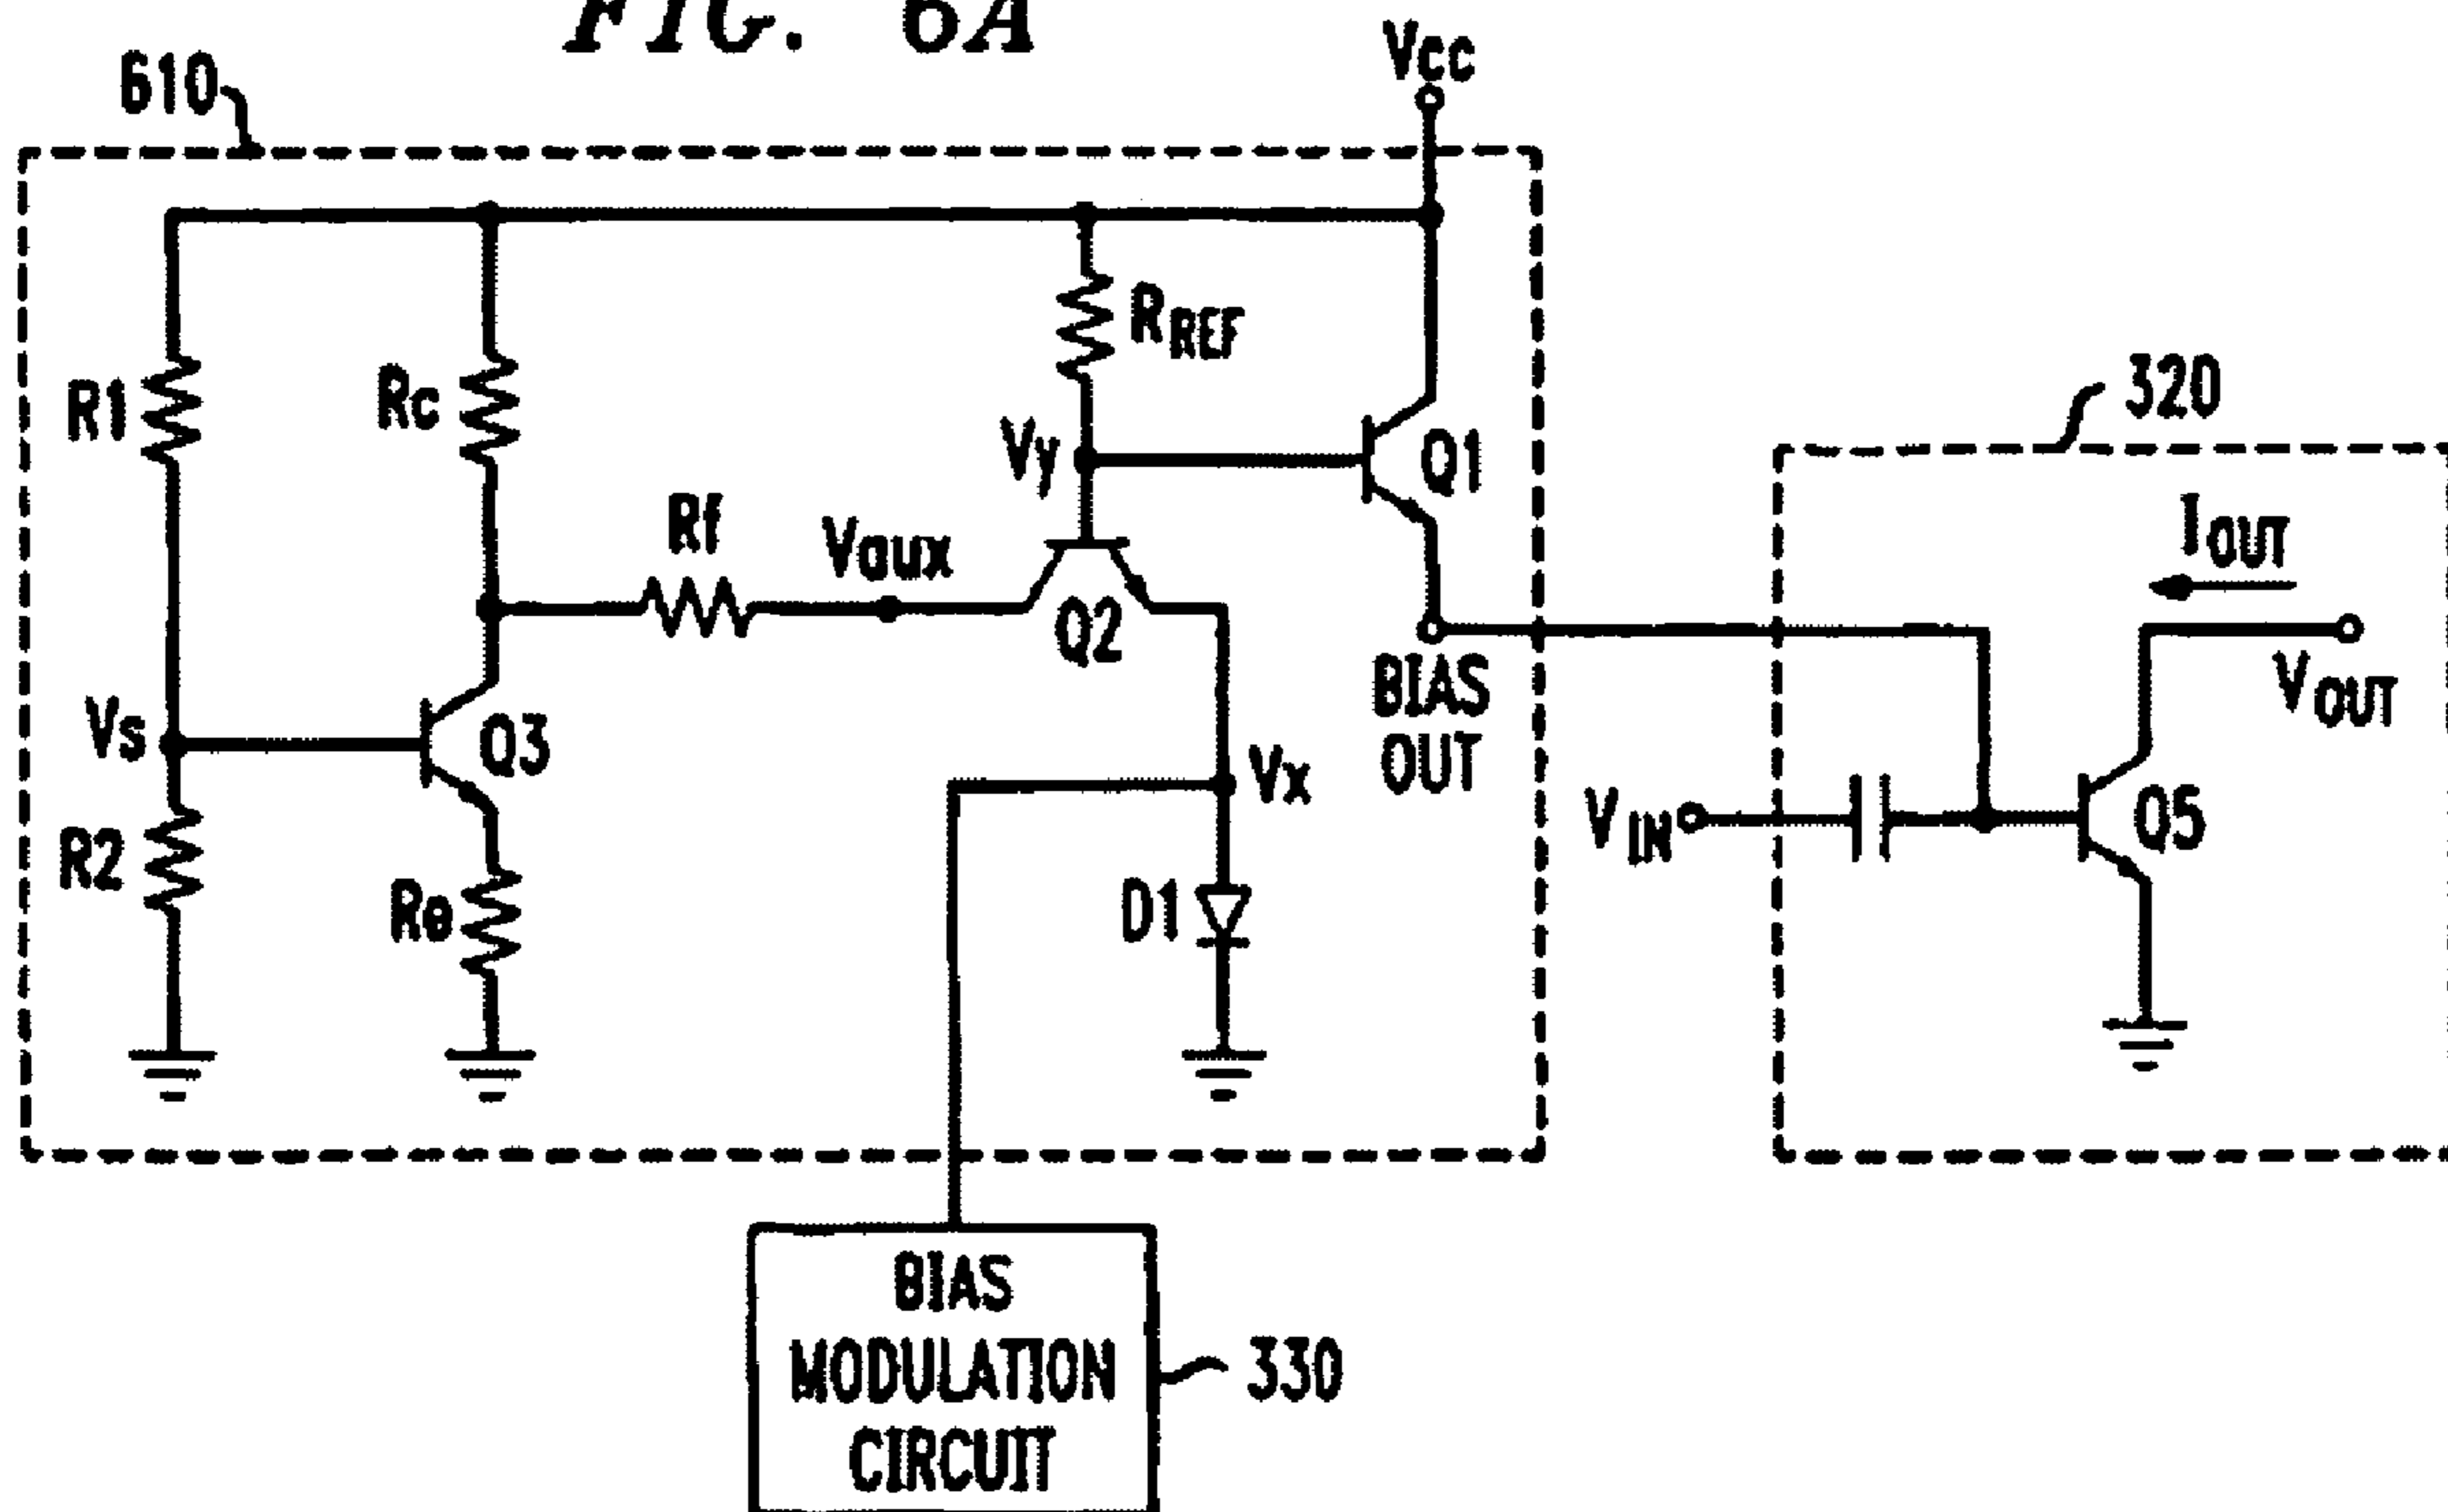 FIG. 6A
610
Vcc
R1
Rc
RREF
Vy
Q1
320
Rf
Vaux
Q2
IOUT
VOUT
BIAS
OUT
Vs
Q3
Vx
VIN
Q5
R2
Re
D1
BIAS
MODULATION
CIRCUIT
330